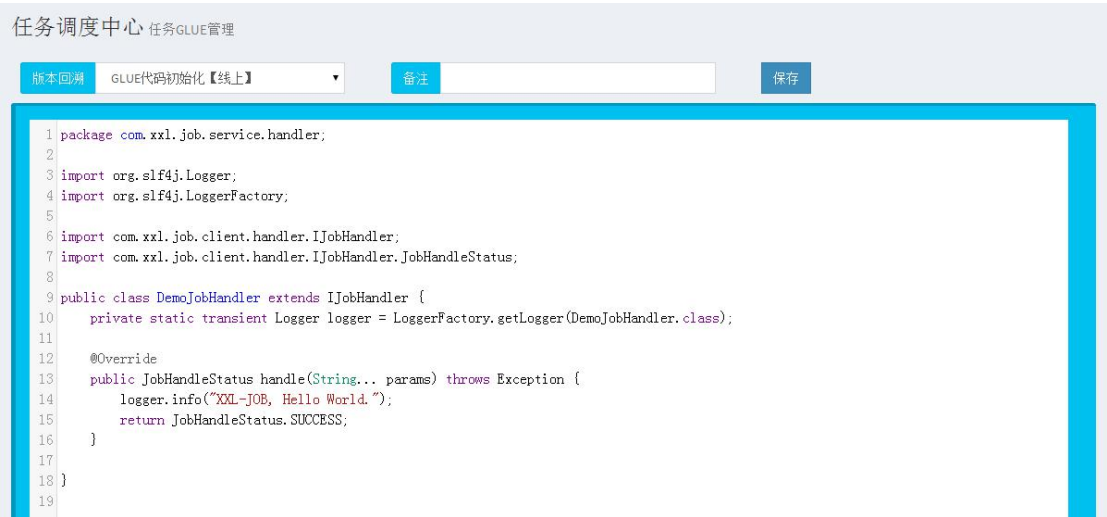 任务调度中心 任务GLUE管理
版本回溯 GLUE代码初始化【线上】 备注 保存
1 package com.xxl.job.service.handler;
2
3 import org.slf4j.Logger;
4 import org.slf4j.LoggerFactory;
5
6 import com.xxl.job.client.handler.IJobHandler;
7 import com.xxl.job.client.handler.IJobHandler.JobHandleStatus;
8
9 public class DemoJobHandler extends IJobHandler {
10     private static transient Logger logger = LoggerFactory.getLogger(DemoJobHandler.class);
11
12     @Override
13     public JobHandleStatus handle(String... params) throws Exception {
14         logger.info("XXL-JOB, Hello World.");
15         return JobHandleStatus.SUCCESS;
16     }
17
18 }
19